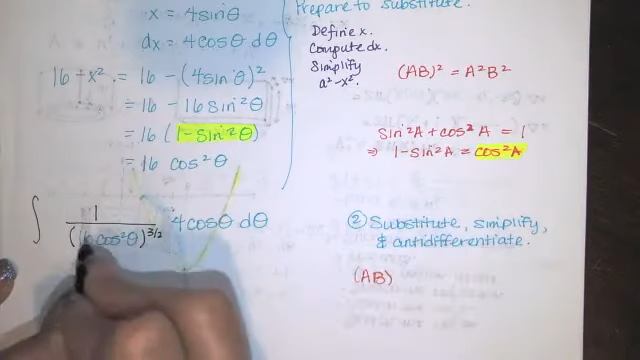 x = 4sinθ
dx = 4cosθ dθ
16 - x² = 16 - (4sinθ)²
= 16 - 16sin²θ
= 16 (1-sin²θ)
= 16 cos²θ
∫ 1/(16cos²θ)^3/2 4cosθ dθ
Prepare to substitute.
Define x.
Compute dx.
Simplify
a²-x².
(AB)² = A²B²
sin²A + cos²A = 1
⇒ 1-sin²A = cos²A
② Substitute, simplify,
& antidifferentiate.
(AB)